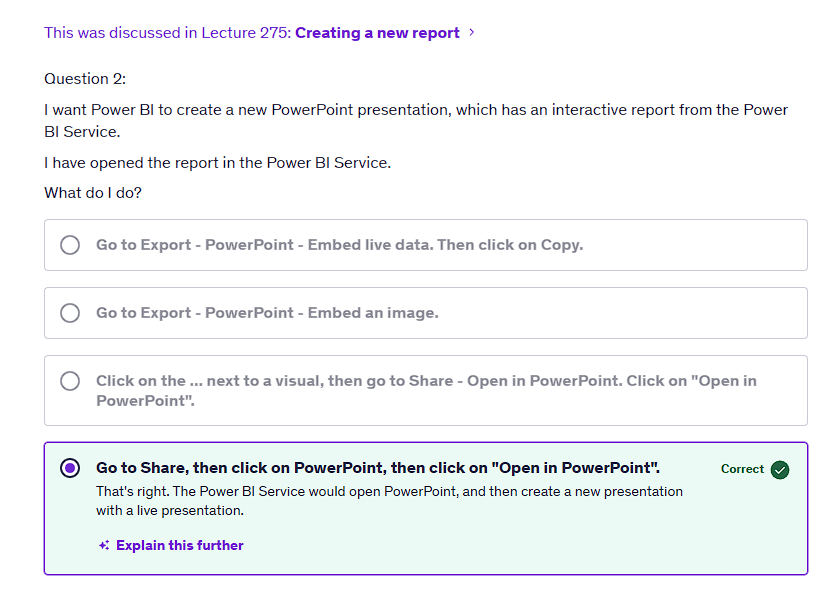 This was discussed in Lecture 275: Creating a new report >
Question 2:
I want Power BI to create a new PowerPoint presentation, which has an interactive report from the Power
BI Service.
I have opened the report in the Power BI Service.
What do I do?
Go to Export - PowerPoint - Embed live data. Then click on Copy.
Go to Export - PowerPoint - Embed an image.
Click on the ... next to a visual, then go to Share - Open in PowerPoint. Click on "Open in
PowerPoint".
Go to Share, then click on PowerPoint, then click on "Open in PowerPoint".
Correct
That's right. The Power BI Service would open PowerPoint, and then create a new presentation
with a live presentation.
Explain this further